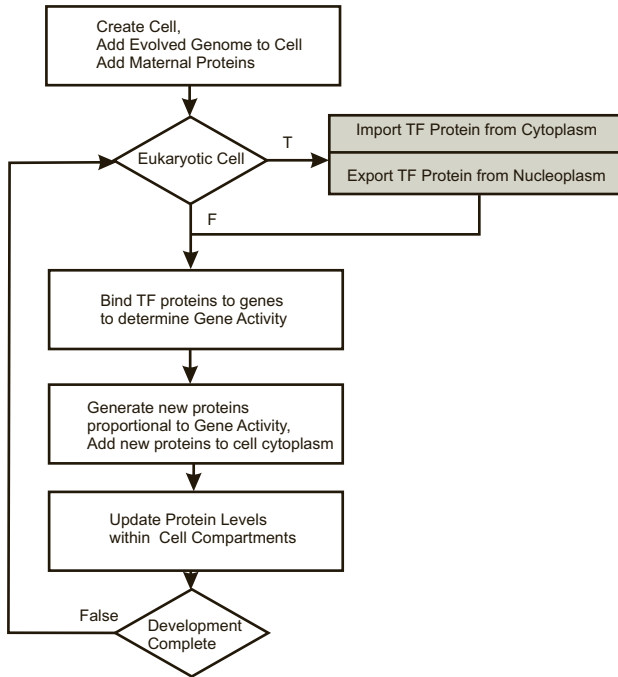 Create Cell,
Add Evolved Genome to Cell
Add Maternal Proteins
Eukaryotic Cell
T
Import TF Protein from Cytoplasm
Export TF Protein from Nucleoplasm
F
Bind TF proteins to genes
to determine Gene Activity
Generate new proteins
proportional to Gene Activity,
Add new proteins to cell cytoplasm
Update Protein Levels
within Cell Compartments
False
Development
Complete